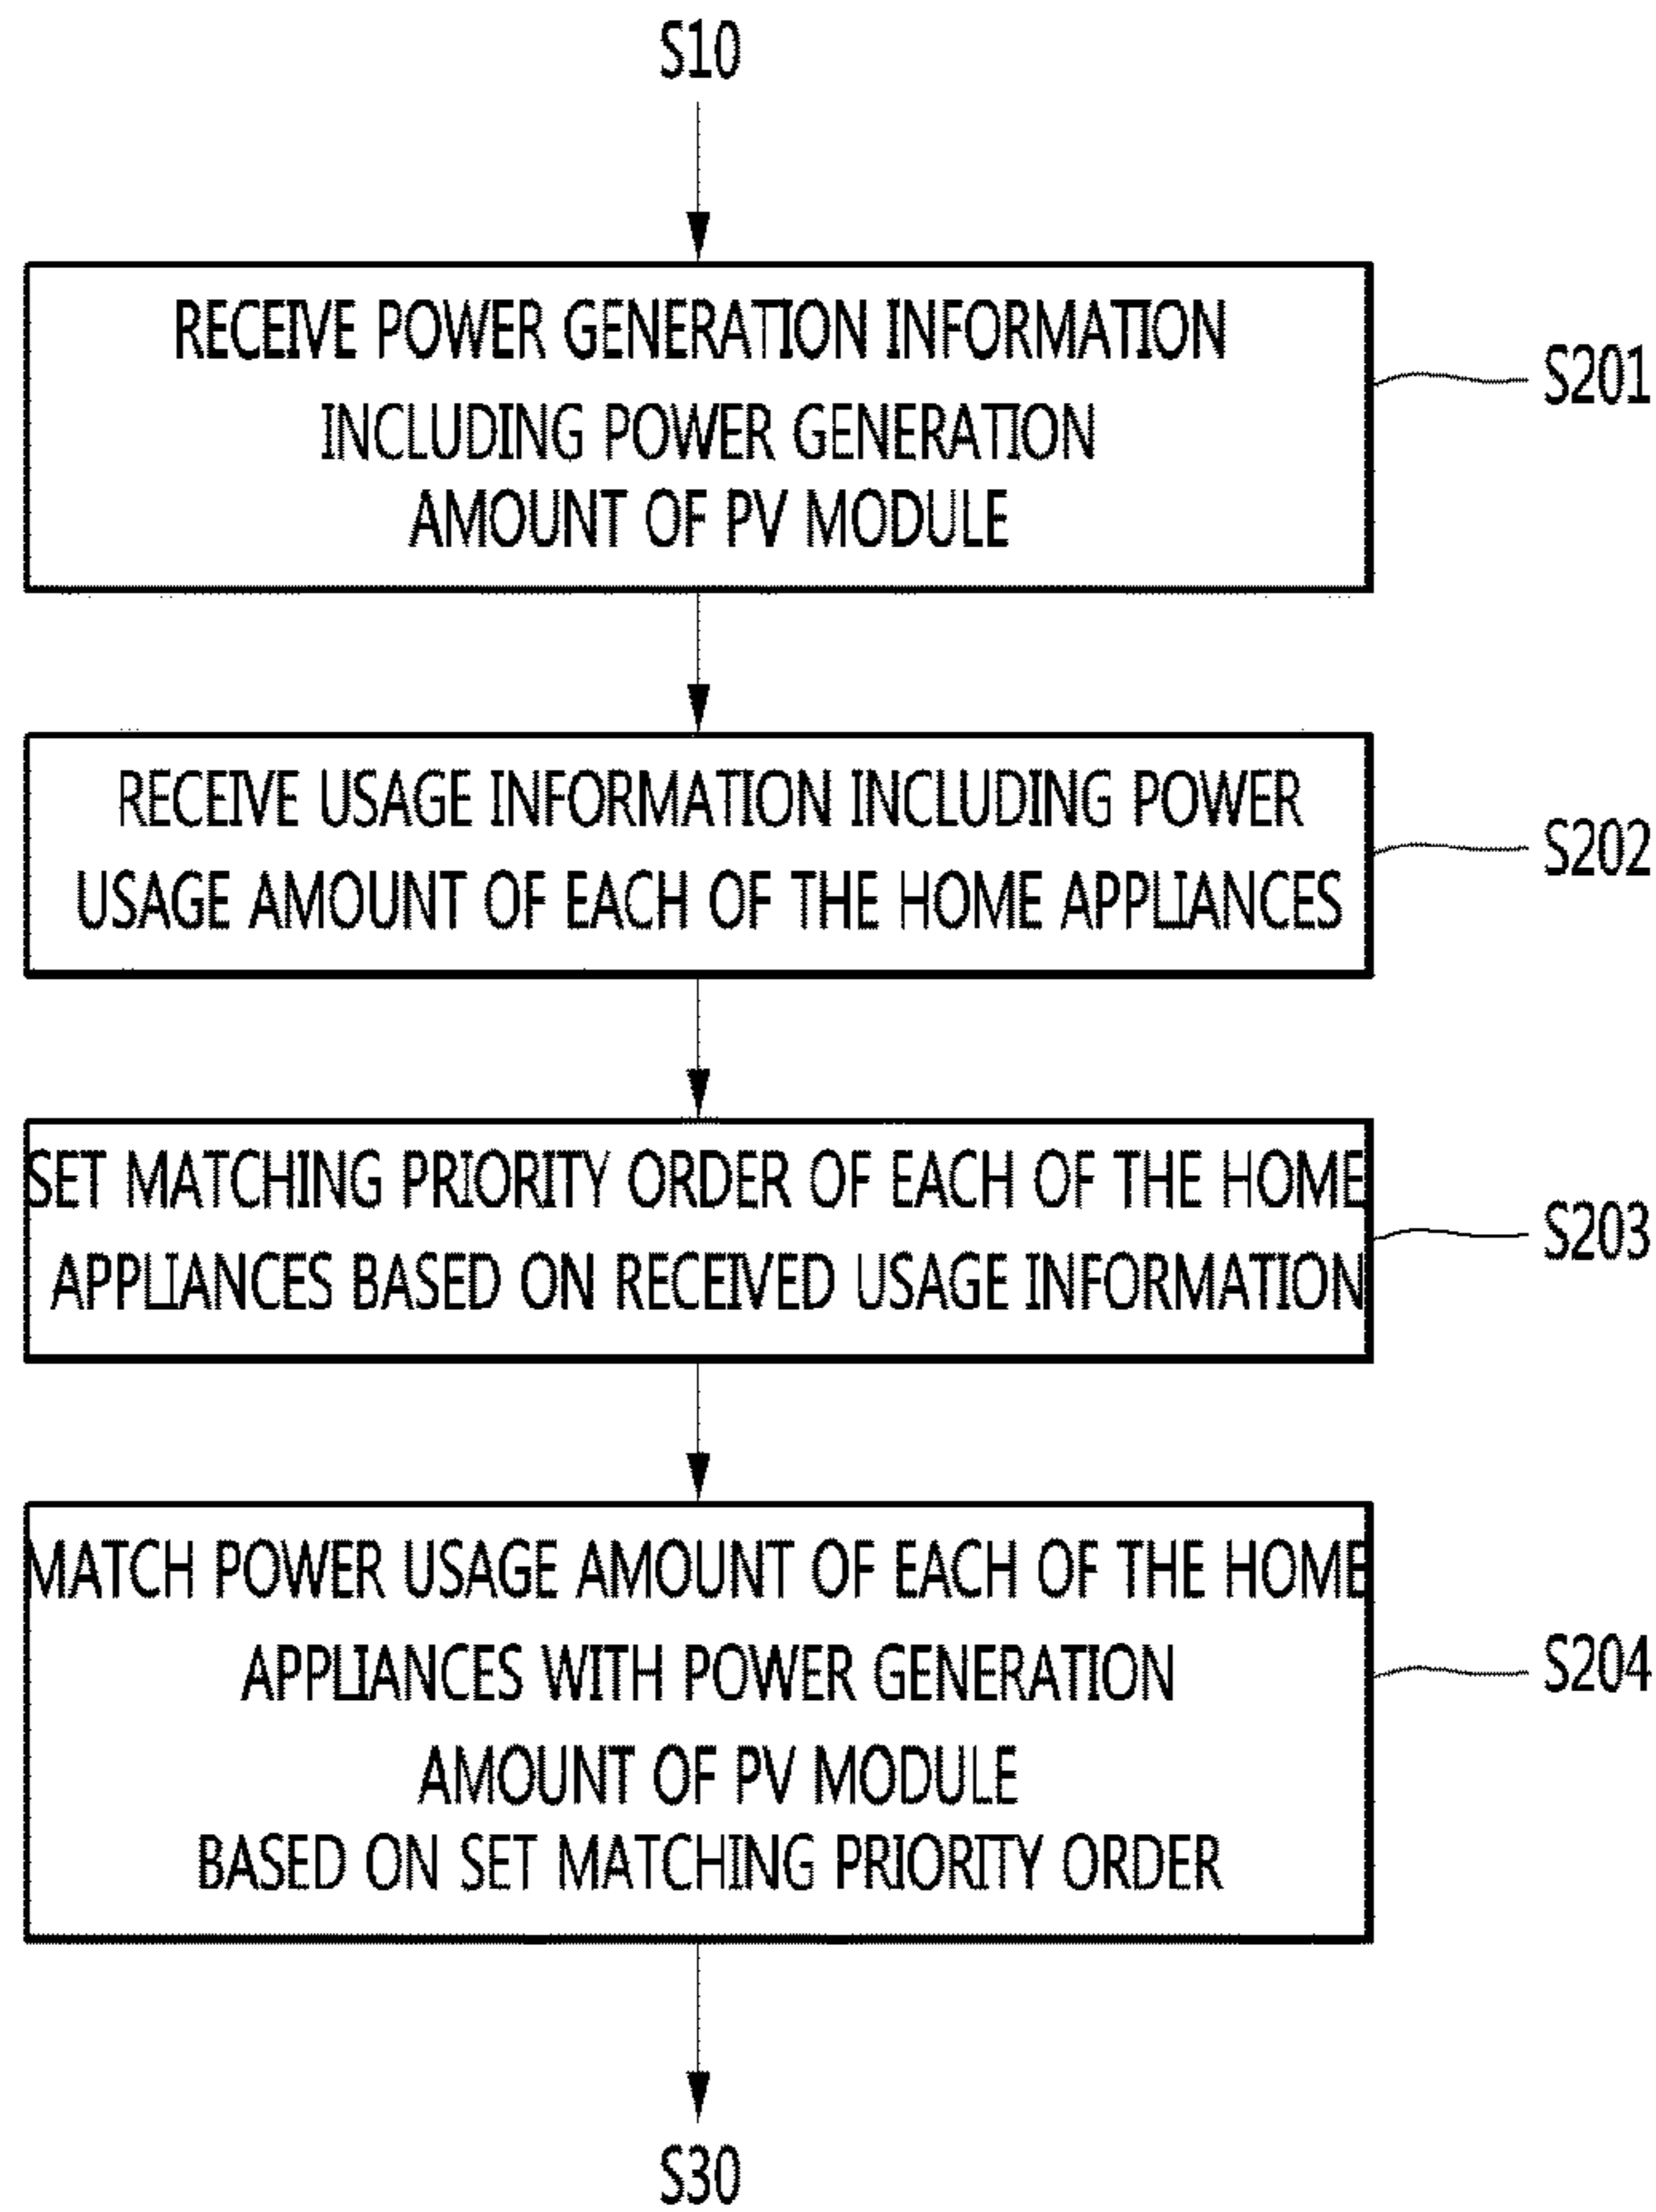 S10
RECEIVE POWER GENERATION INFORMATION
INCLUDING POWER GENERATION
AMOUNT OF PV MODULE
S201
RECEIVE USAGE INFORMATION INCLUDING POWER
USAGE AMOUNT OF EACH OF THE HOME APPLIANCES
S202
SET MATCHING PRIORITY ORDER OF EACH OF THE HOME
APPLIANCES BASED ON RECEIVED USAGE INFORMATION
S203
MATCH POWER USAGE AMOUNT OF EACH OF THE HOME
APPLIANCES WITH POWER GENERATION
AMOUNT OF PV MODULE
BASED ON SET MATCHING PRIORITY ORDER
S204
S30